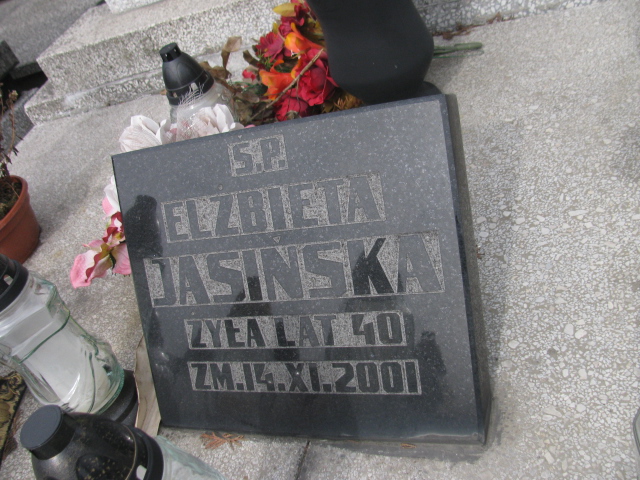 Ś.P.
ELŻBIETA
JASIŃSKA
ŻYŁA LAT 40
ZM.14.XI.2001